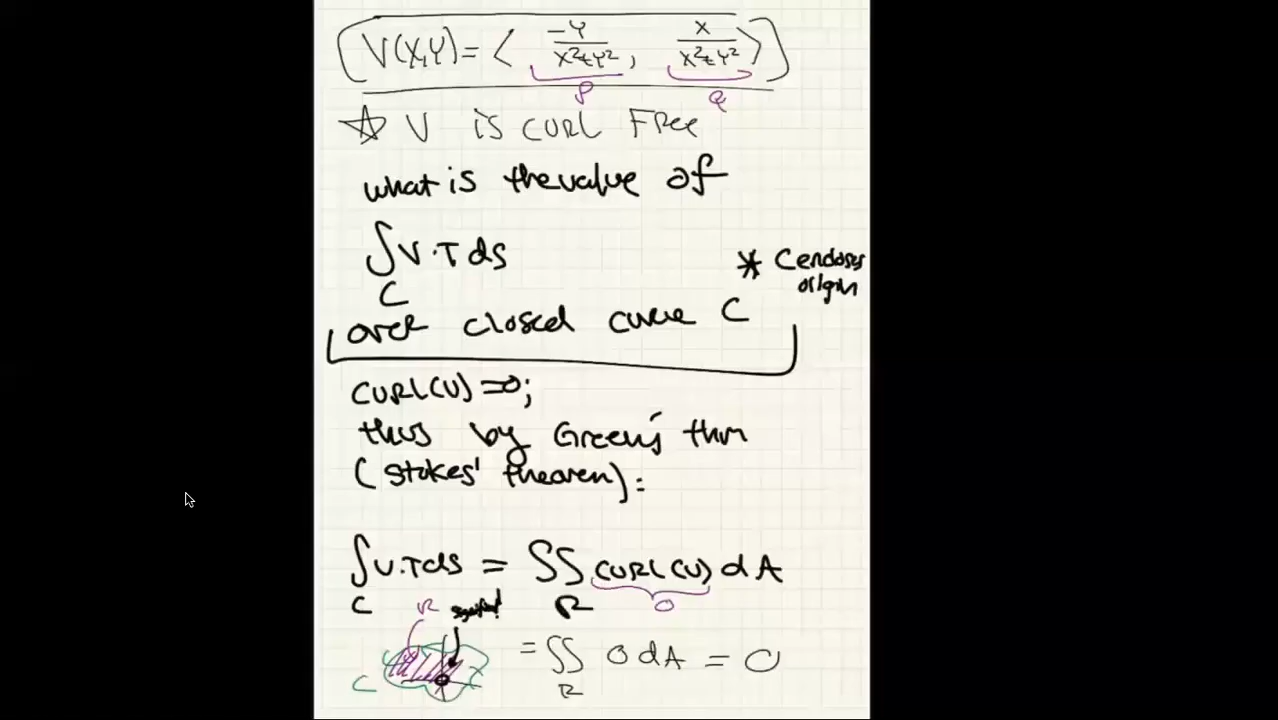 V(X,Y) = < -Y/(X²+Y²), X/(X²+Y²) >
P Q
☆ V is CURL FREE
what is the value of
∫_C V·T ds
* C encloses origin
over closed curve C
CURL(V) = 0;
thus by Green's thm
(Stokes' theorem):
∫_C V·T ds = ∬_R CURL(V) dA
0
R
= ∬_R 0 dA = 0
C